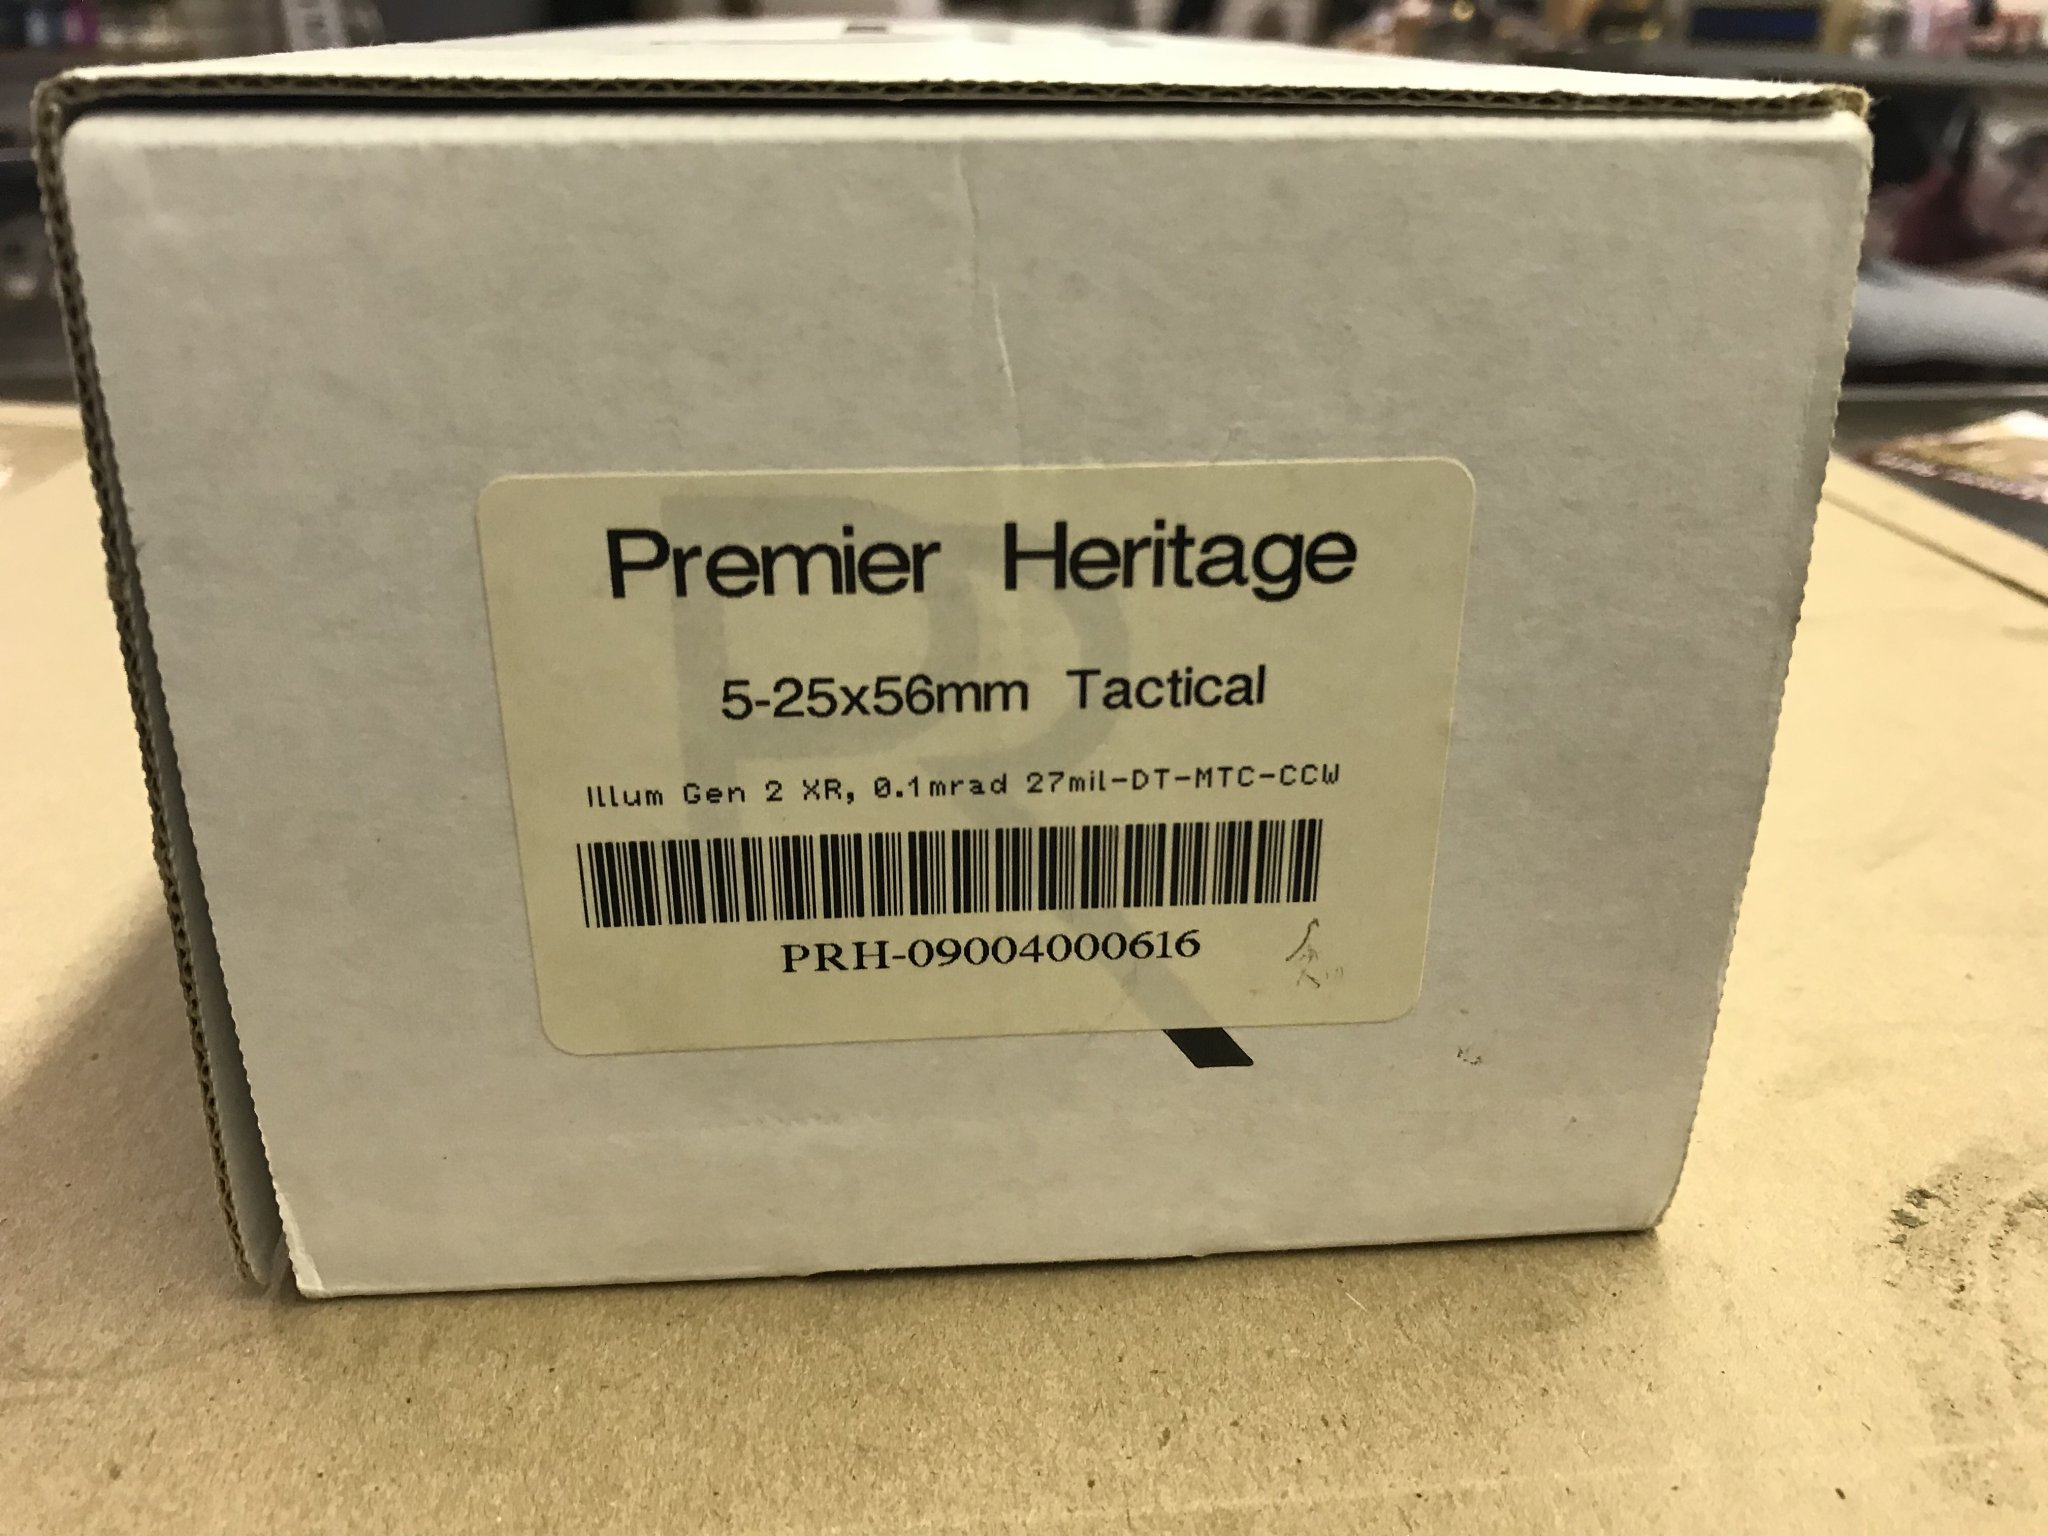 Premier Heritage
5-25x56mm Tactical
Illum Gen 2 XR, 0.1mrad 27mil-DT-MTC-CCW
PRH-09004000616